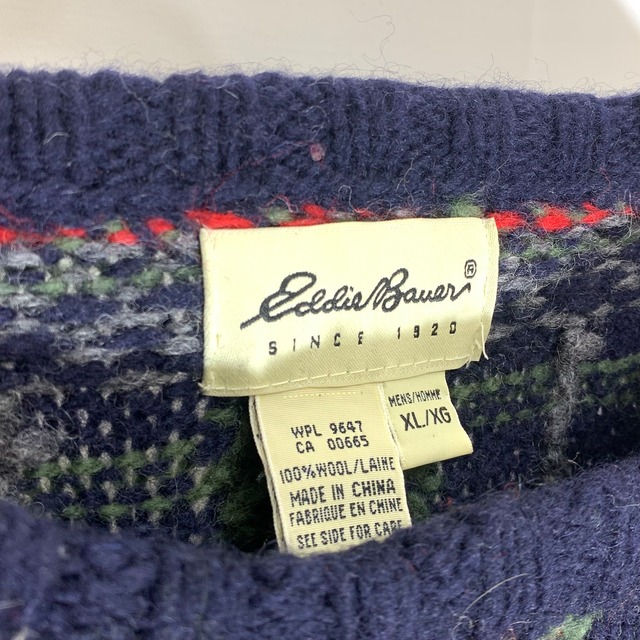 Eddie Bauer ®
SINCE 1920
MENS/HOMME
XL/XG
WPL 9647
CA 00665
100% WOOL/LAINE
MADE IN CHINA
FABRIQUE EN CHINE
SEE SIDE FOR CARE